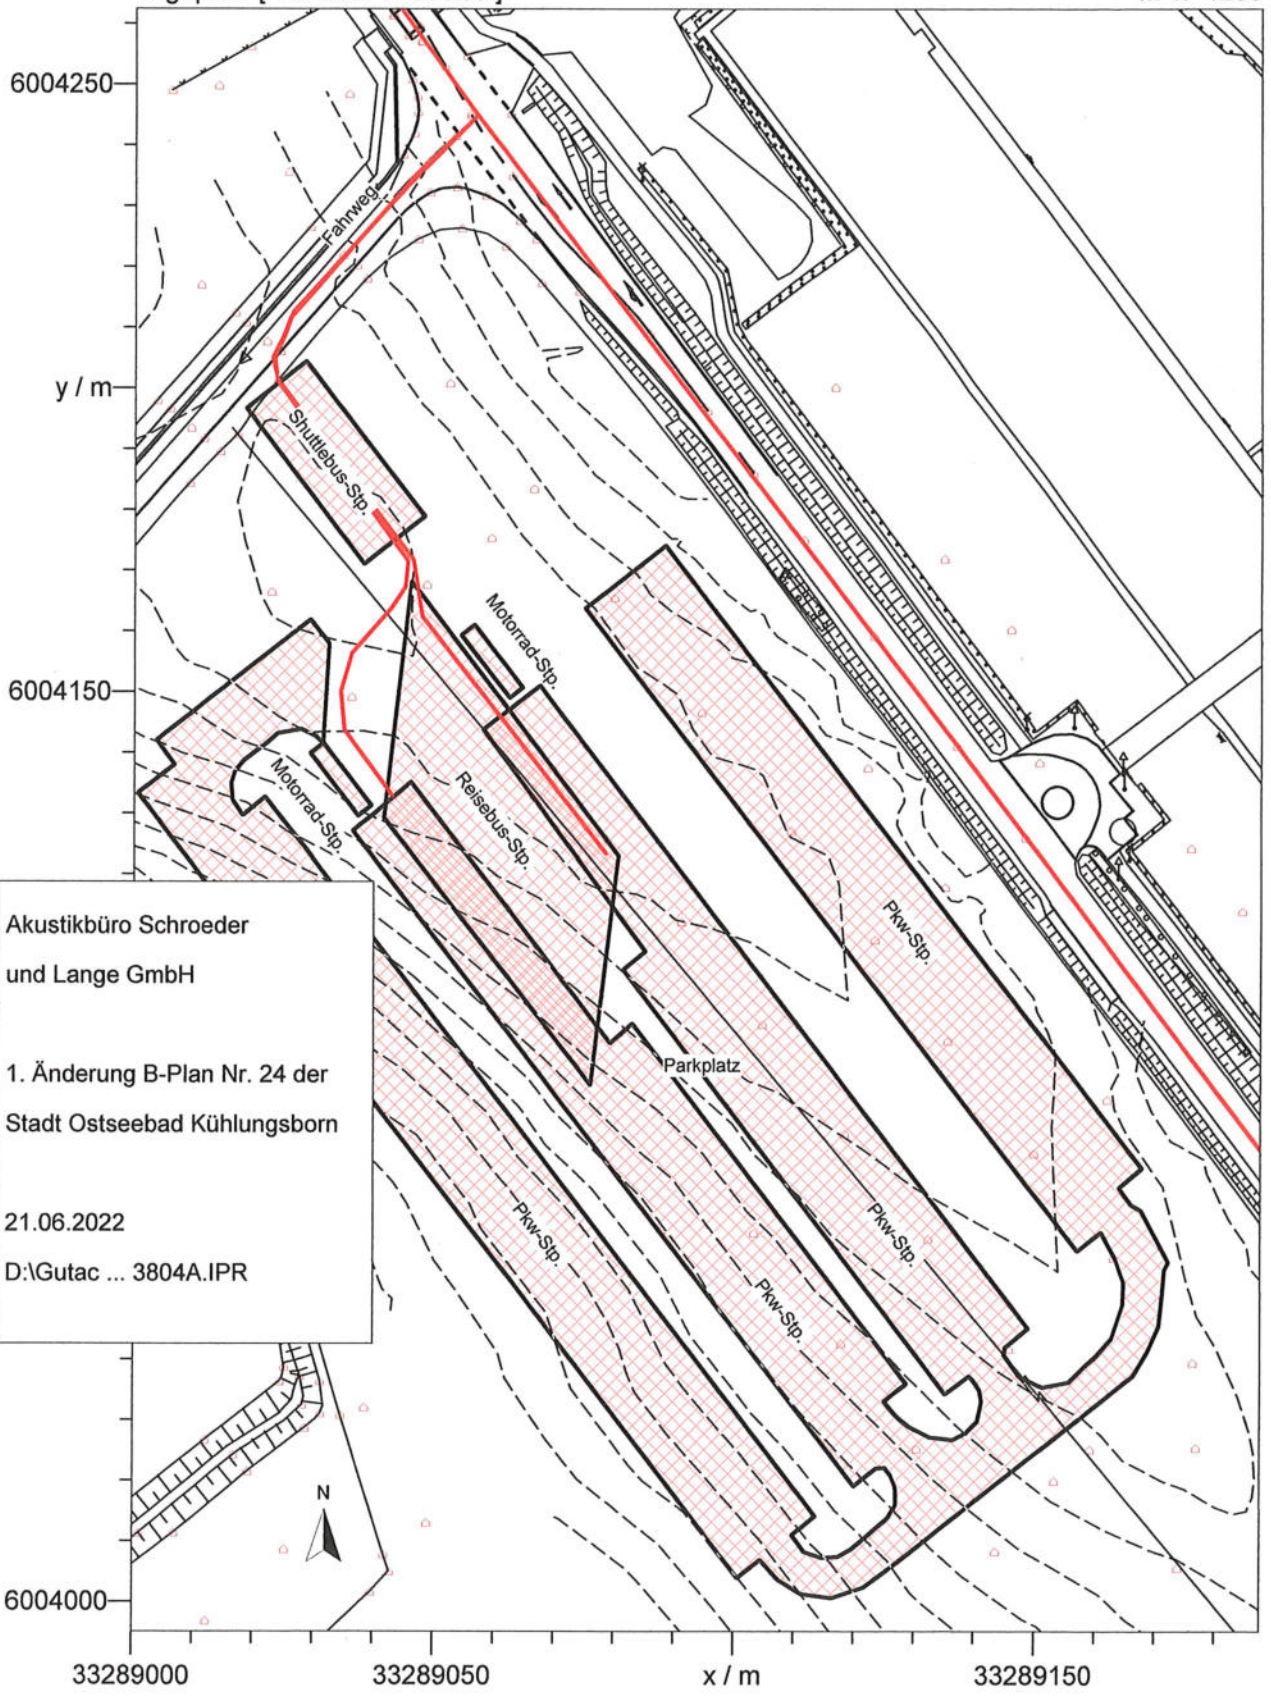 6004250
Fahrweg
y / m
Shuttlebus-Stp.
Motorrad-Stp.
6004150
Motorrad-Stp.
Reisebus-Stp.
Pkw-Stp.
Akustikbüro Schroeder
und Lange GmbH
1. Änderung B-Plan Nr. 24 der
Stadt Ostseebad Kühlungsborn
21.06.2022
D:\Gutac ... 3804A.IPR
Parkplatz
Pkw-Stp.
Pkw-Stp.
Pkw-Stp.
N
6004000
33289000
33289050
x / m
33289150